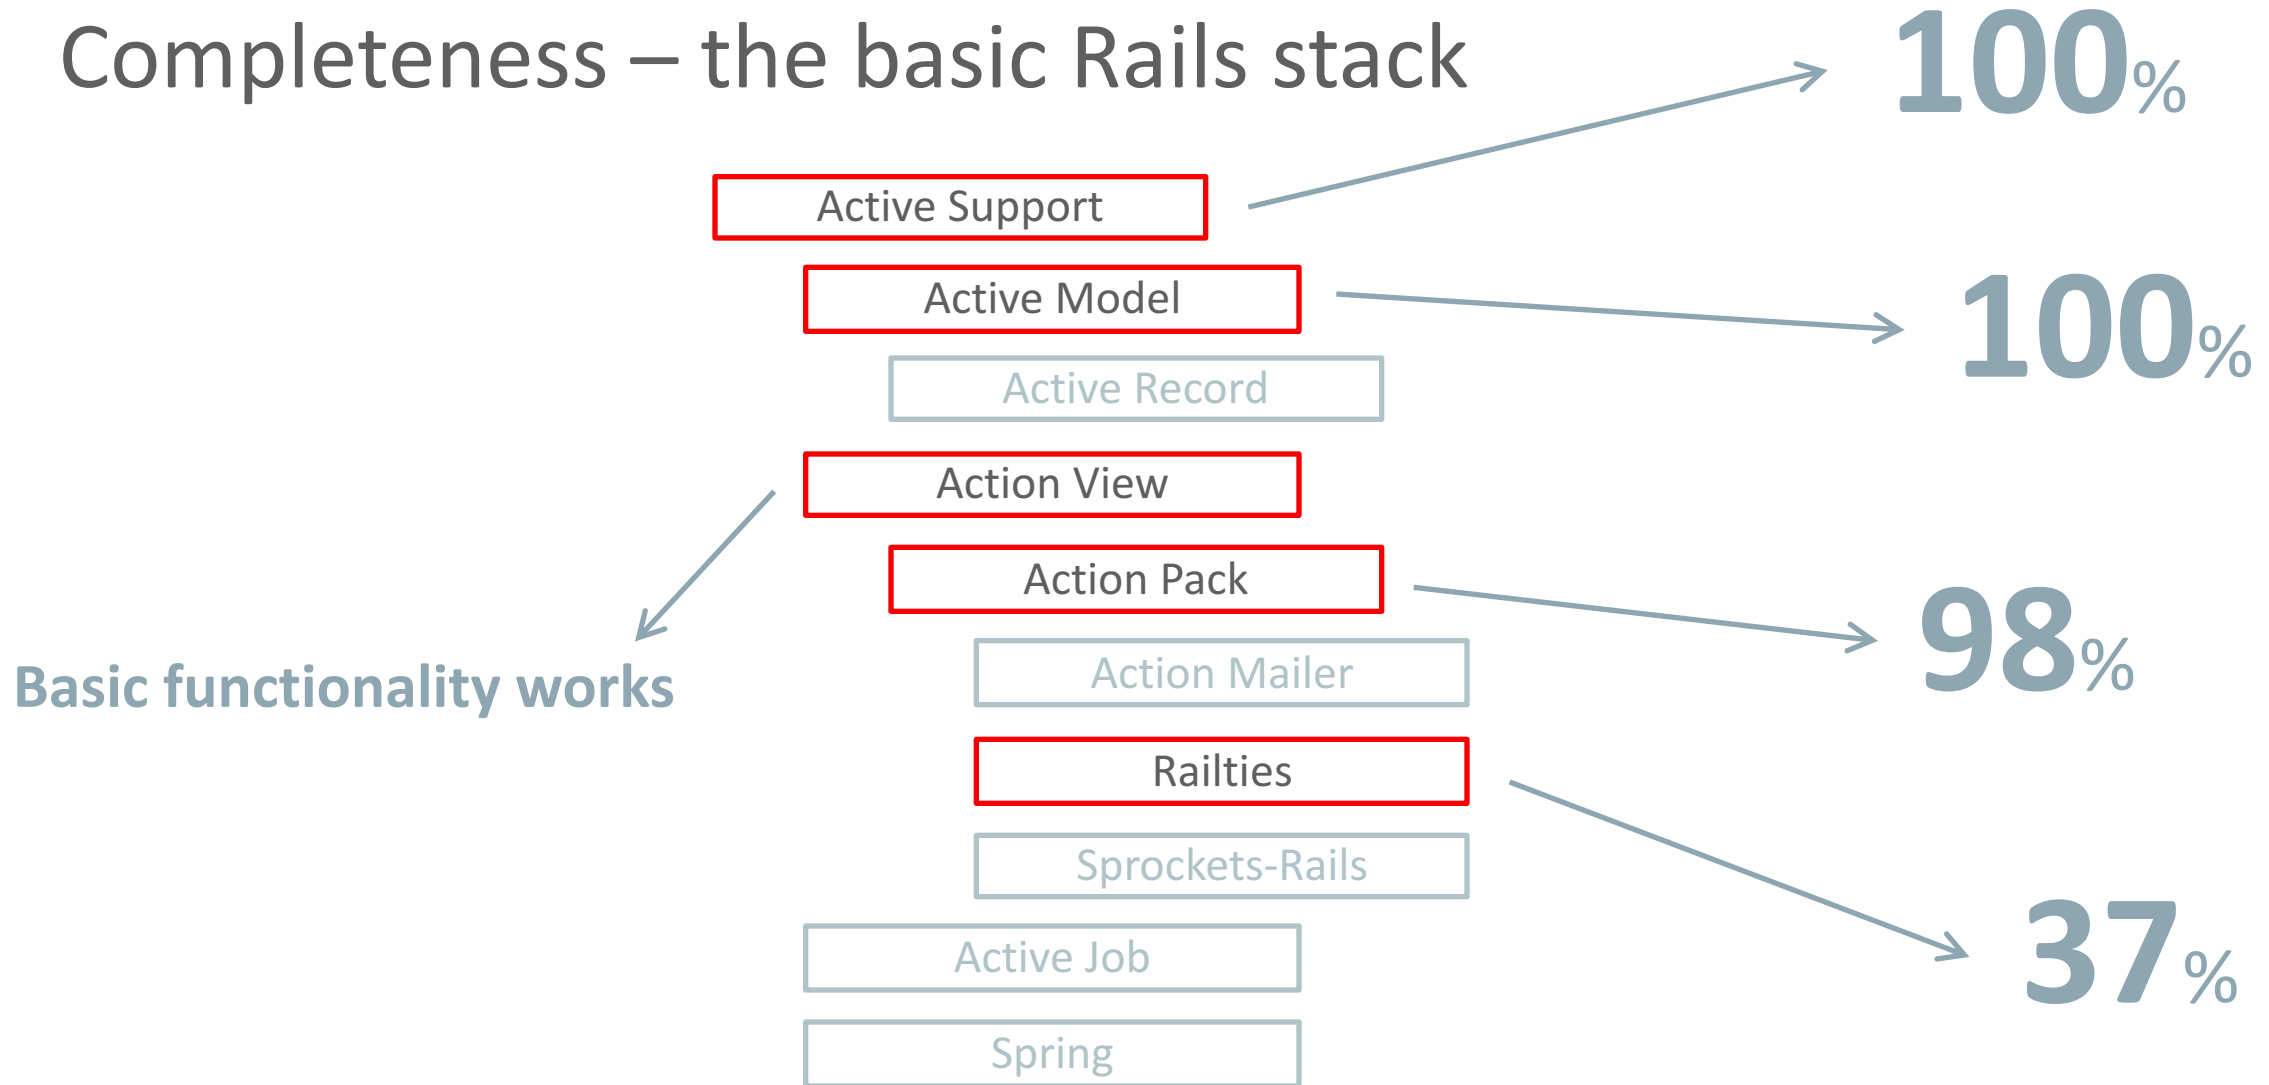 Completeness – the basic Rails stack
100%
Active Support
Active Model
100%
Active Record
Action View
Action Pack
98%
Basic functionality works
Action Mailer
Railties
Sprockets-Rails
37%
Active Job
Spring